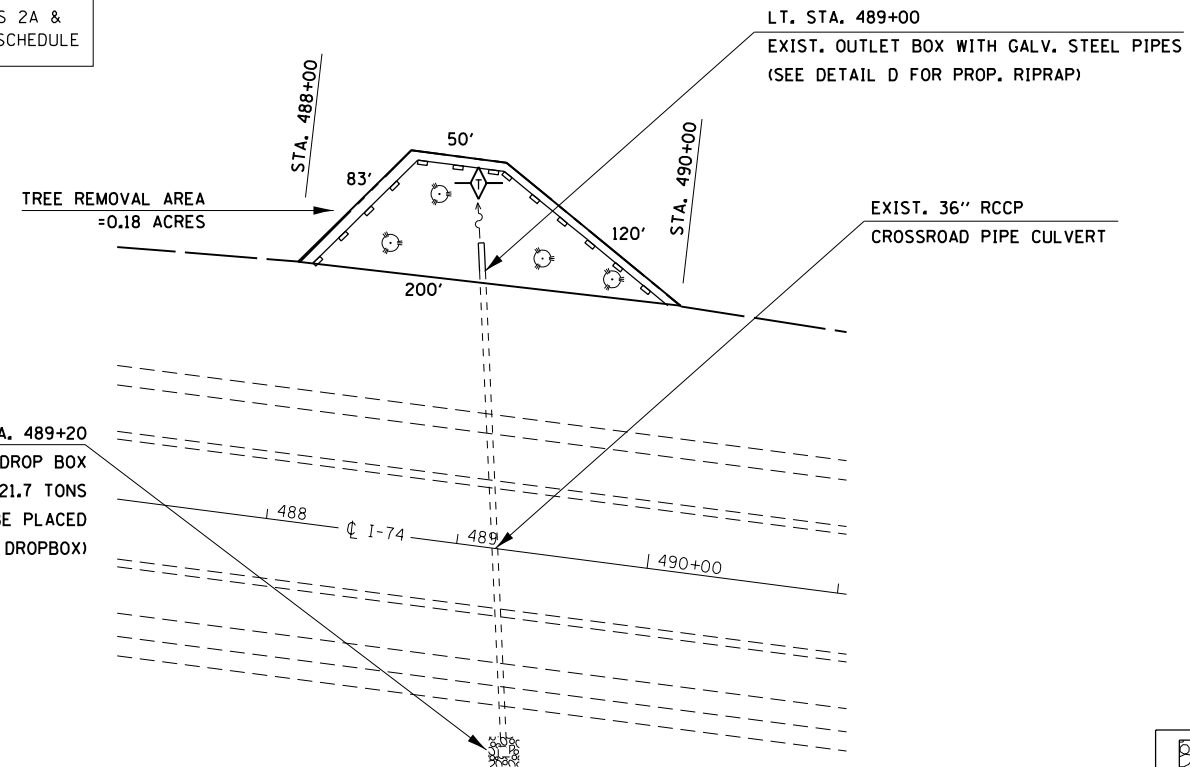 S 2A &
SCHEDULE
LT. STA. 489+00
EXIST. OUTLET BOX WITH GALV. STEEL PIPES
(SEE DETAIL D FOR PROP. RIPRAP)
STA. 488+00
50'
83'
T
STA. 490+00
TREE REMOVAL AREA
=0.18 ACRES
120'
EXIST. 36" RCCP
CROSSROAD PIPE CULVERT
200'
A. 489+20
DROP BOX
21.7 TONS
BE PLACED
DROPBOX)
488
℄ I-74
489
490+00